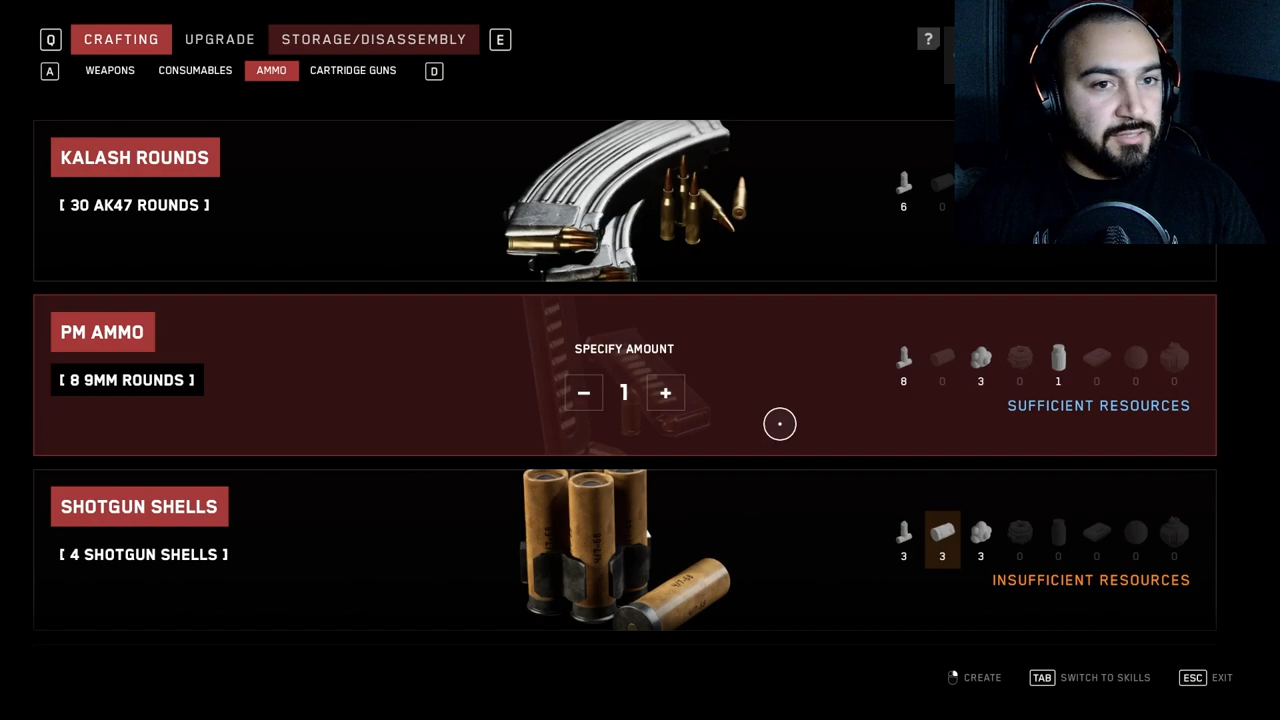 Q CRAFTING UPGRADE STORAGE/DISASSEMBLY E ?
A WEAPONS CONSUMABLES AMMO CARTRIDGE GUNS D
KALASH ROUNDS
[ 30 AK47 ROUNDS ]
6 0
PM AMMO
[ 8 9MM ROUNDS ]
SPECIFY AMOUNT
− 1 +
8 0 3 0 1 0 0 0
SUFFICIENT RESOURCES
SHOTGUN SHELLS
[ 4 SHOTGUN SHELLS ]
3 3 3 0 0 0 0 0
INSUFFICIENT RESOURCES
CREATE TAB SWITCH TO SKILLS ESC EXIT